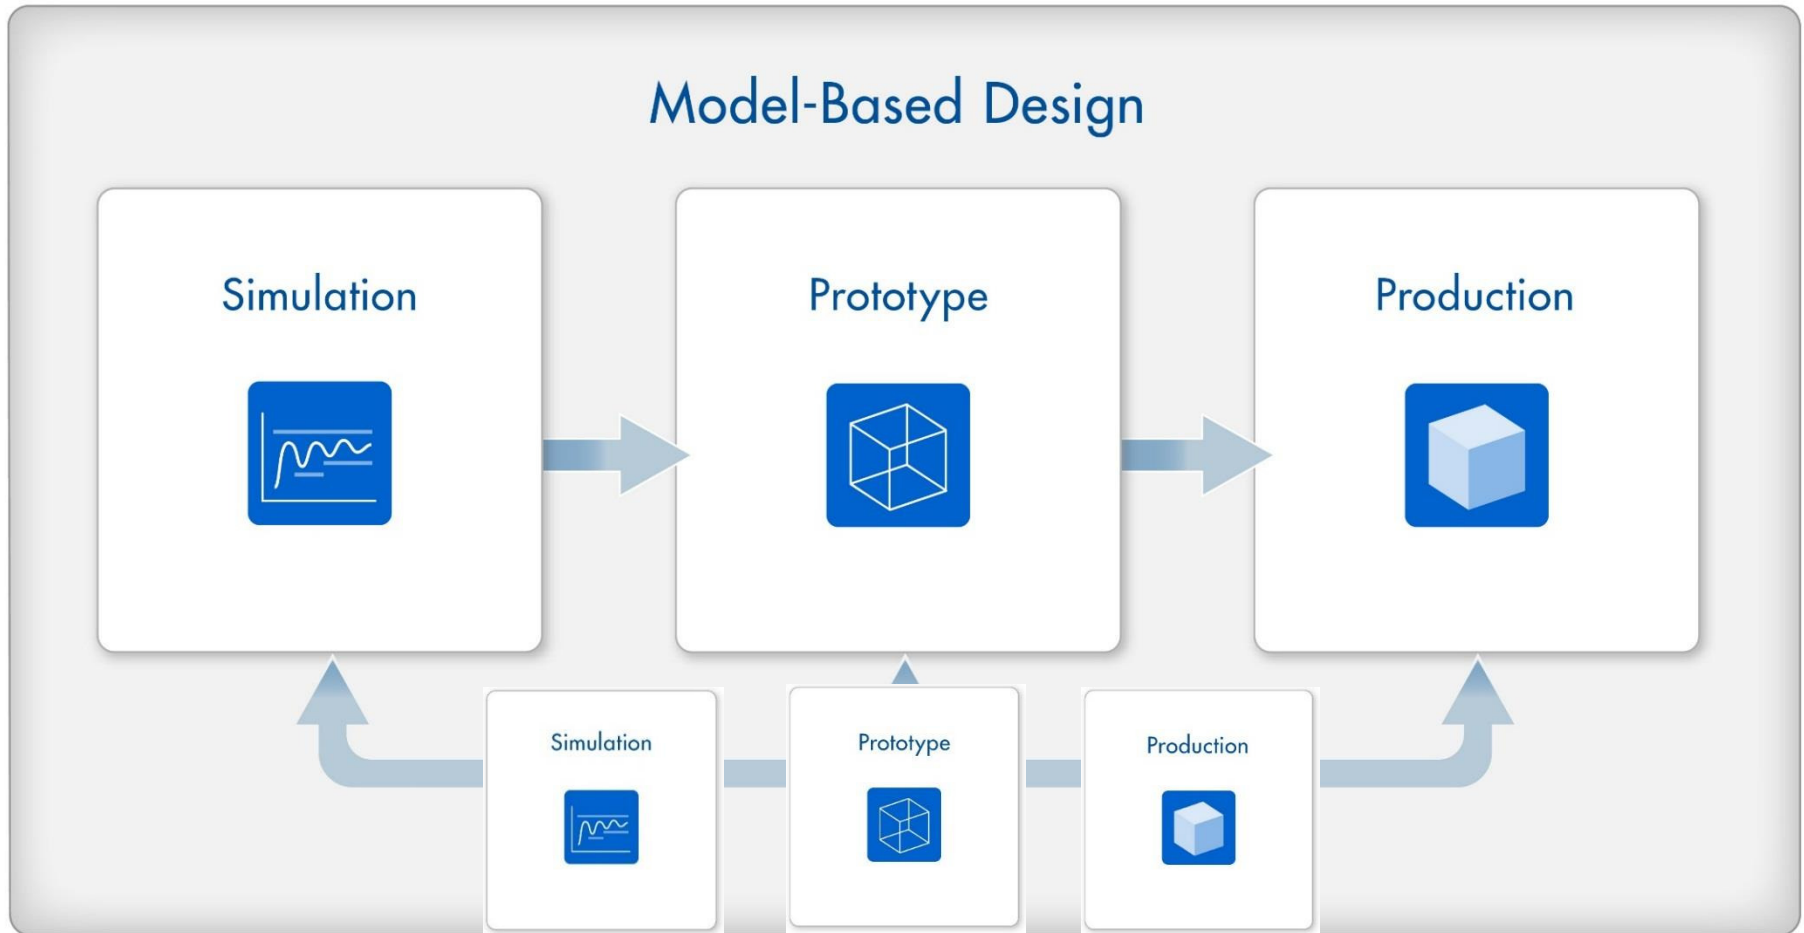 Model-Based Design
Simulation
Prototype
Production
Simulation
Prototype
Production